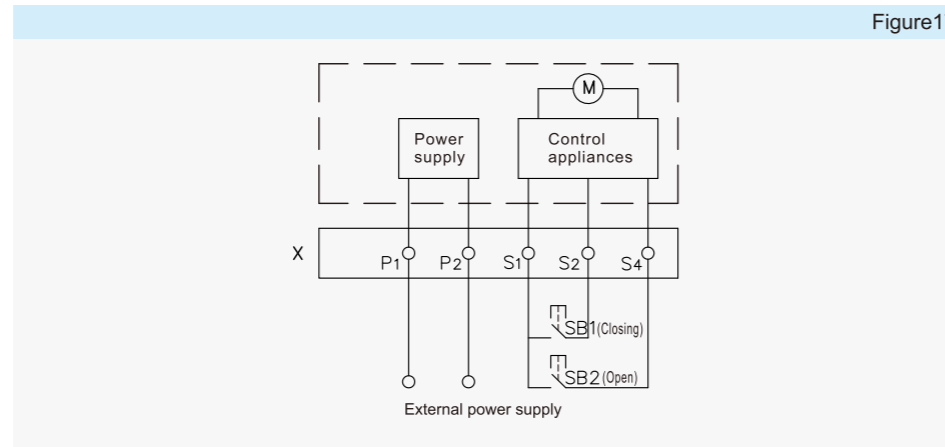 Figure1
M
Power
supply
Control
appliances
X
P1
P2
S1
S2
S4
SB1(Closing)
SB2(Open)
External power supply